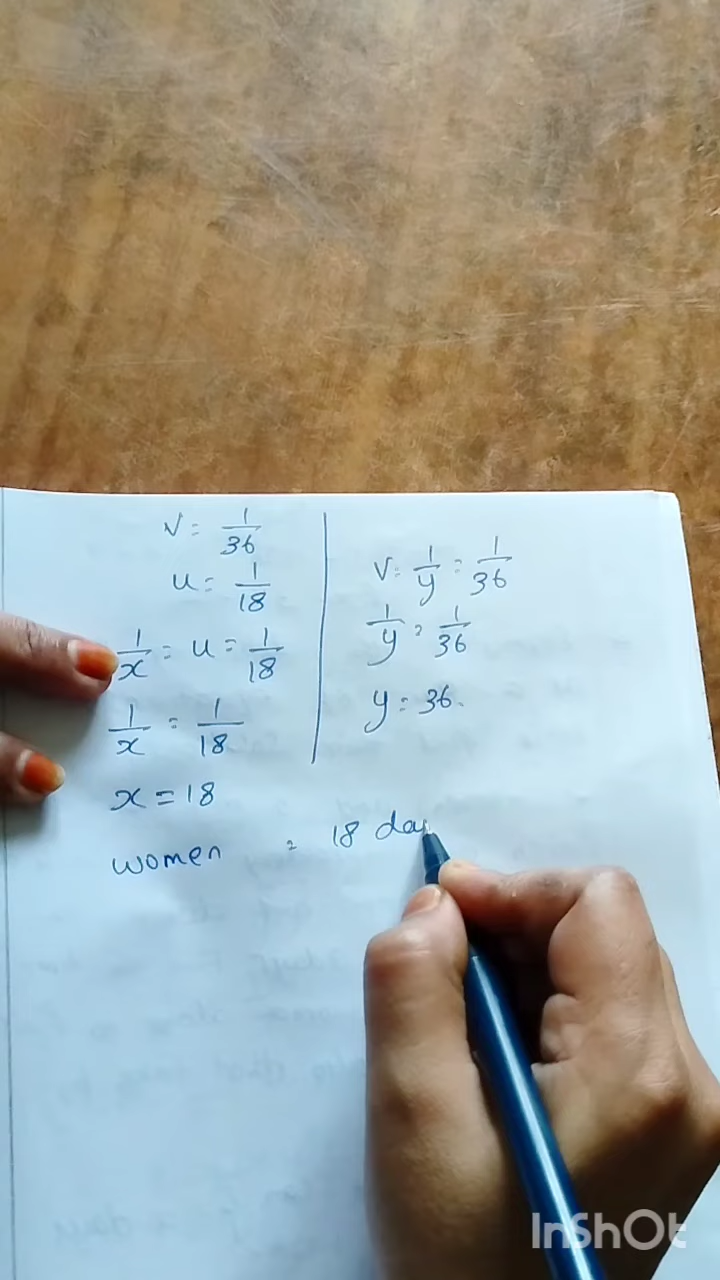 V = 1/36
u = 1/18
1/x = u = 1/18
1/x = 1/18
x = 18
V = 1/y = 1/36
1/y = 1/36
y = 36.
women = 18 day
InShOt